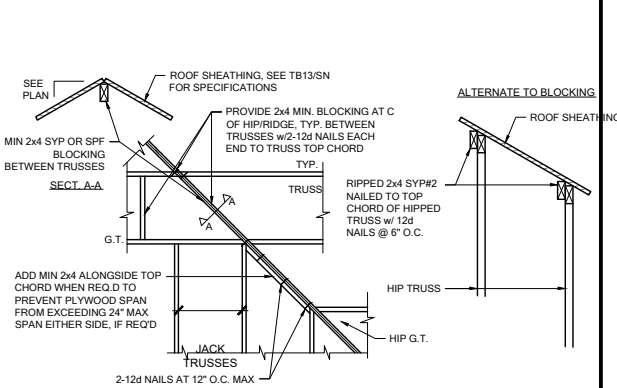 SEE
PLAN
ROOF SHEATHING, SEE TB13/SN
FOR SPECIFICATIONS
PROVIDE 2x4 MIN. BLOCKING AT C
OF HIP/RIDGE, TYP. BETWEEN
TRUSSES w/2-12d NAILS EACH
END TO TRUSS TOP CHORD
MIN 2x4 SYP OR SPF
BLOCKING
BETWEEN TRUSSES
SECT. A-A
TYP.
TRUSS
A
A
G.T.
ADD MIN 2x4 ALONGSIDE TOP
CHORD WHEN REQ.D TO
PREVENT PLYWOOD SPAN
FROM EXCEEDING 24" MAX
SPAN EITHER SIDE, IF REQ'D
JACK
TRUSSES
2-12d NAILS AT 12" O.C. MAX
HIP G.T.
ALTERNATE TO BLOCKING
ROOF SHEATHING
RIPPED 2x4 SYP#2
NAILED TO TOP
CHORD OF HIPPED
TRUSS w/ 12d
NAILS @ 6" O.C.
HIP TRUSS